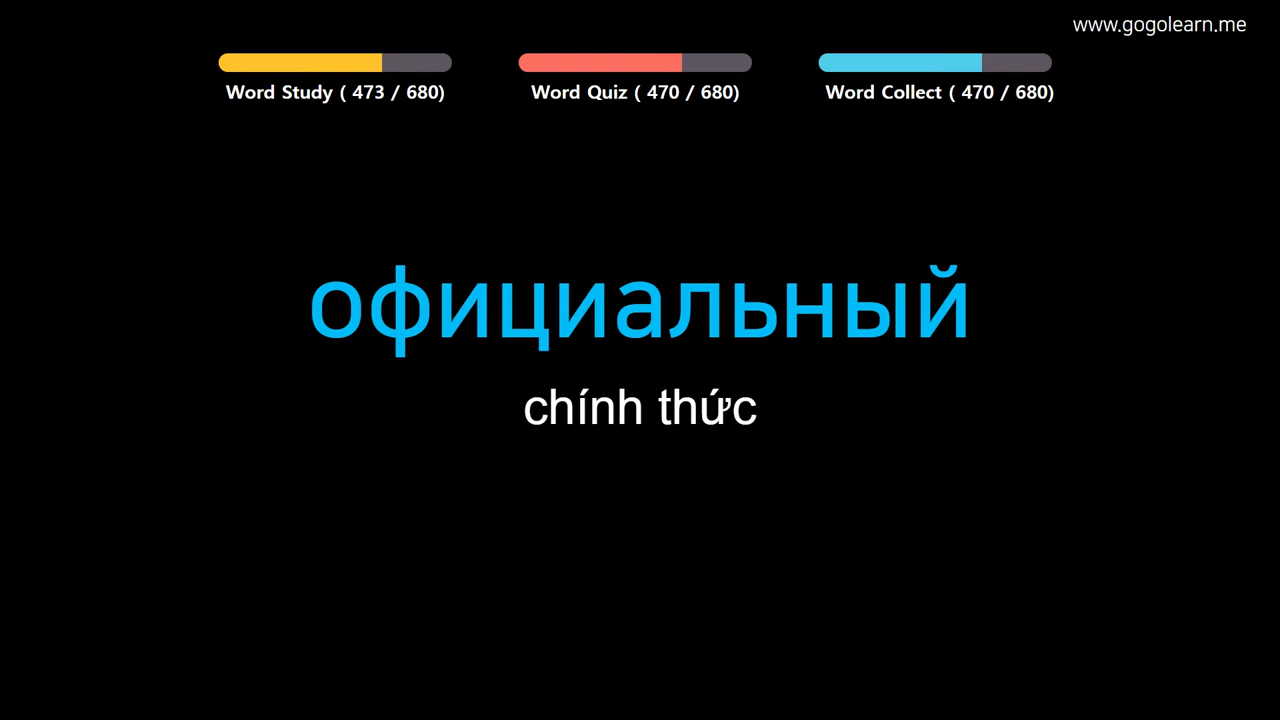 www.gogolearn.me
Word Study ( 473 / 680)
Word Quiz ( 470 / 680)
Word Collect ( 470 / 680)
официальный
chính thức